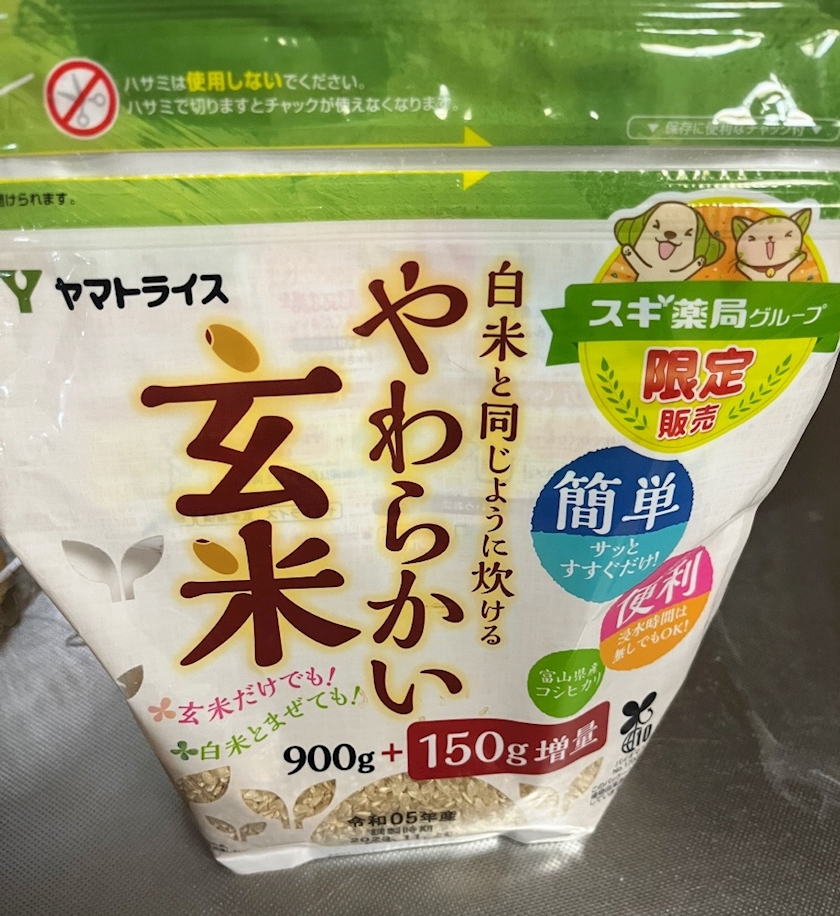 ハサミは使用しないでください。
ハサミで切りますとチャックが使えなくなります。
▼ 保存に便利なチャック付 ▼
開けられます。
ヤマトライス
白米と同じように炊ける
やわらかい
玄米
スギ薬局グループ
限定
販売
簡単
サッと
すすぐだけ!
便利
浸水時間は
無しでもOK!
富山県産
コシヒカリ
玄米だけでも!
白米とまぜても!
900g+150g増量
令和05年産
調製時期
10